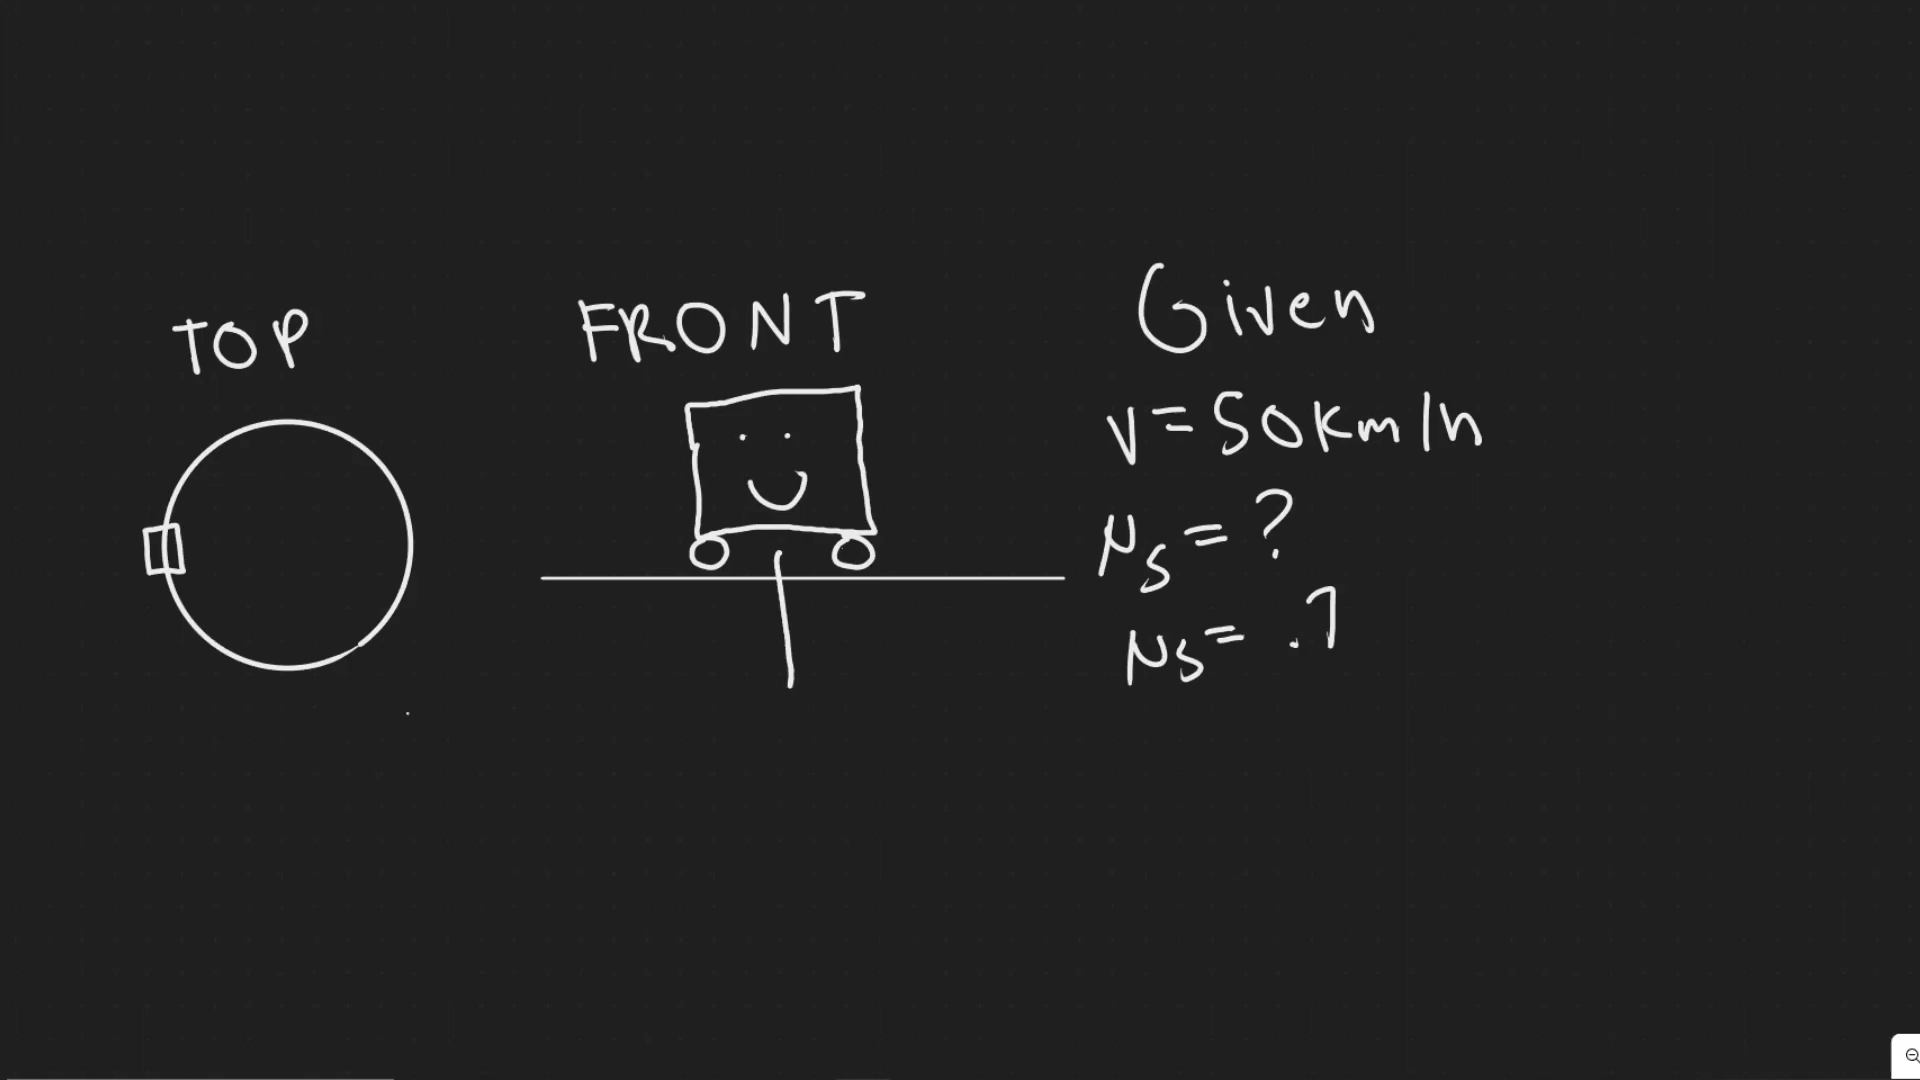 TOP
FRONT
Given
v=50km/h
μs=?
μs=.7